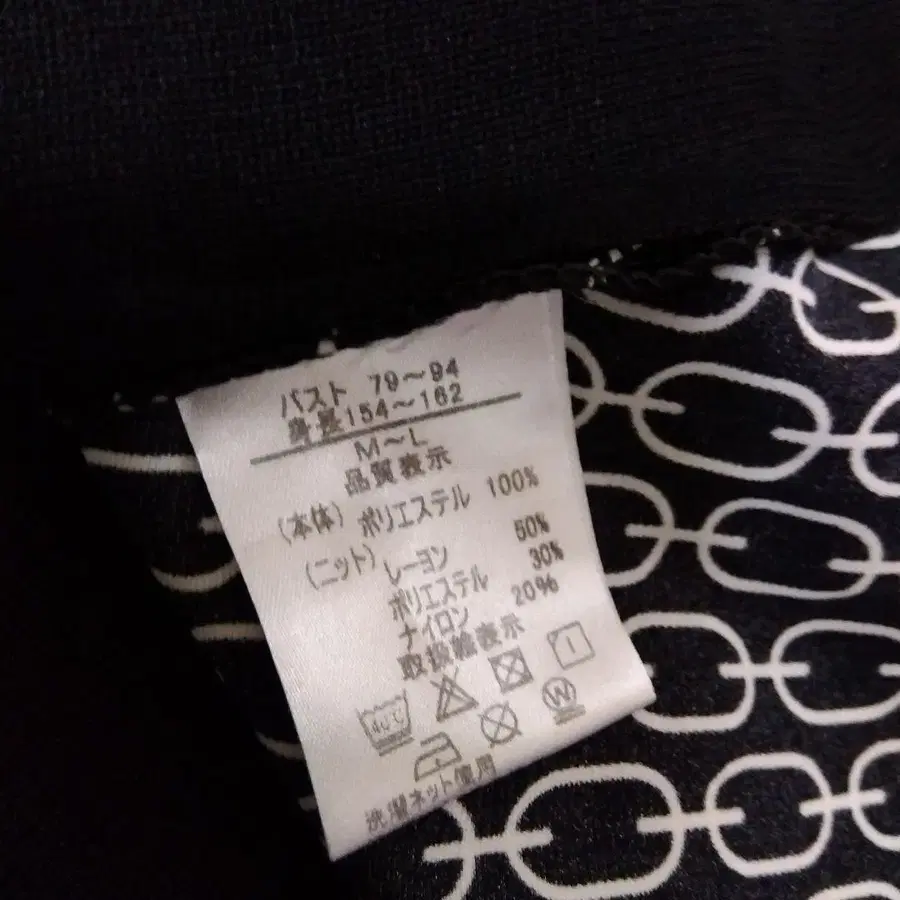 バスト 79～94
身長154～162
M～L
品質表示
(本体) ポリエステル 100%
(ニット) レーヨン 50%
ポリエステル 30%
ナイロン 20%
取扱縫表示
40℃
W
洗濯ネット使用